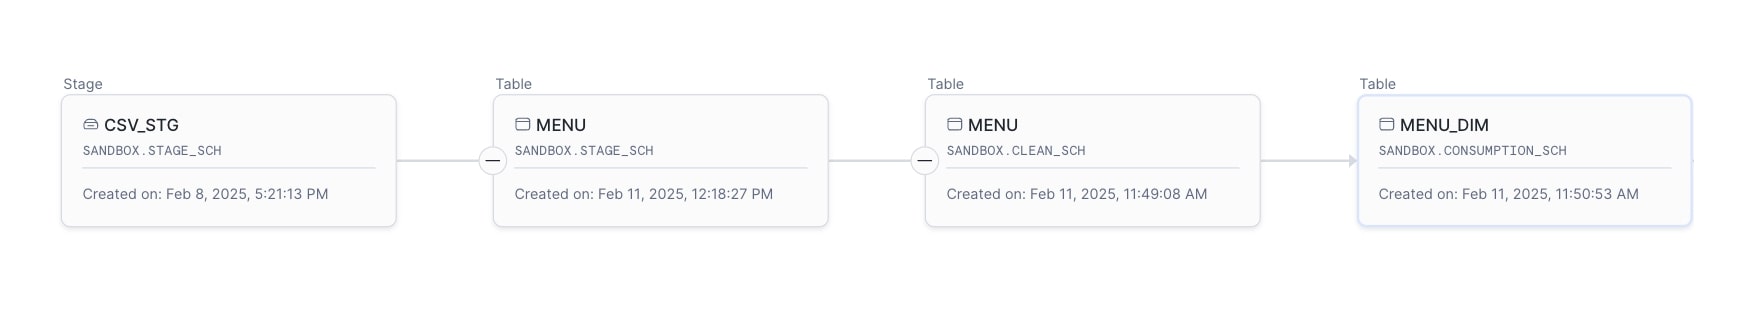 Stage
CSV_STG
SANDBOX.STAGE_SCH
Created on: Feb 8, 2025, 5:21:13 PM
Table
MENU
SANDBOX.STAGE_SCH
Created on: Feb 11, 2025, 12:18:27 PM
Table
MENU
SANDBOX.CLEAN_SCH
Created on: Feb 11, 2025, 11:49:08 AM
Table
MENU_DIM
SANDBOX.CONSUMPTION_SCH
Created on: Feb 11, 2025, 11:50:53 AM